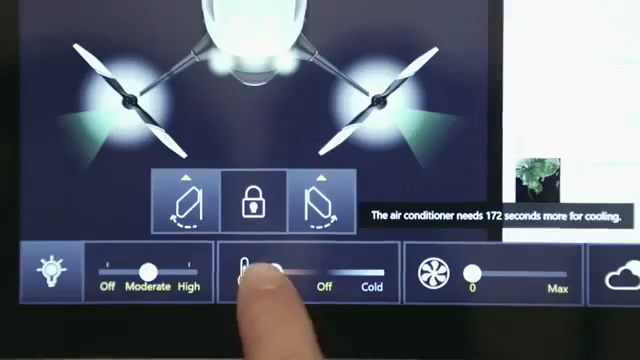 The air conditioner needs 172 seconds more for cooling.
Off Moderate High
Off Cold
0 Max